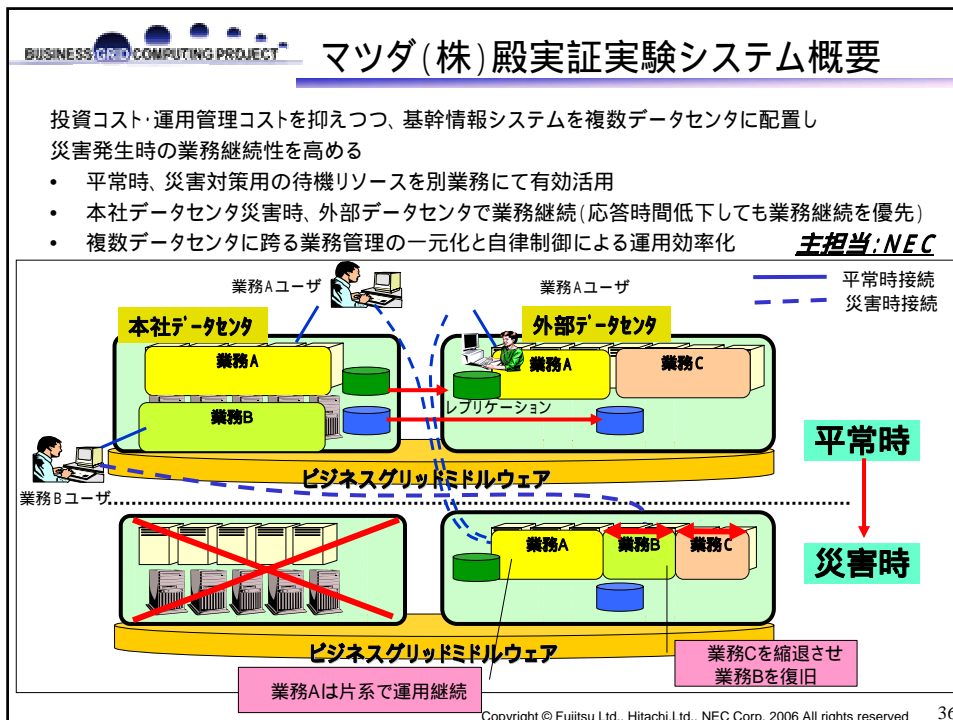 BUSINESS GRID COMPUTING PROJECT
マツダ(株)殿実証実験システム概要
投資コスト・運用管理コストを抑えつつ、基幹情報システムを複数データセンタに配置し
災害発生時の業務継続性を高める
• 平常時、災害対策用の待機リソースを別業務にて有効活用
• 本社データセンタ災害時、外部データセンタで業務継続(応答時間低下しても業務継続を優先)
• 複数データセンタに跨る業務管理の一元化と自律制御による運用効率化
主担当:NEC
業務Aユーザ
業務Aユーザ
平常時接続
災害時接続
本社データセンタ
外部データセンタ
業務A
業務A
業務C
レプリケーション
業務B
平常時
ビジネスグリッドミドルウェア
業務Bユーザ
業務A
業務B
業務C
災害時
ビジネスグリッドミドルウェア
業務Cを縮退させ
業務Bを復旧
業務Aは片系で運用継続
Copyright © Fujitsu Ltd., Hitachi,Ltd., NEC Corp. 2006 All rights reserved
36